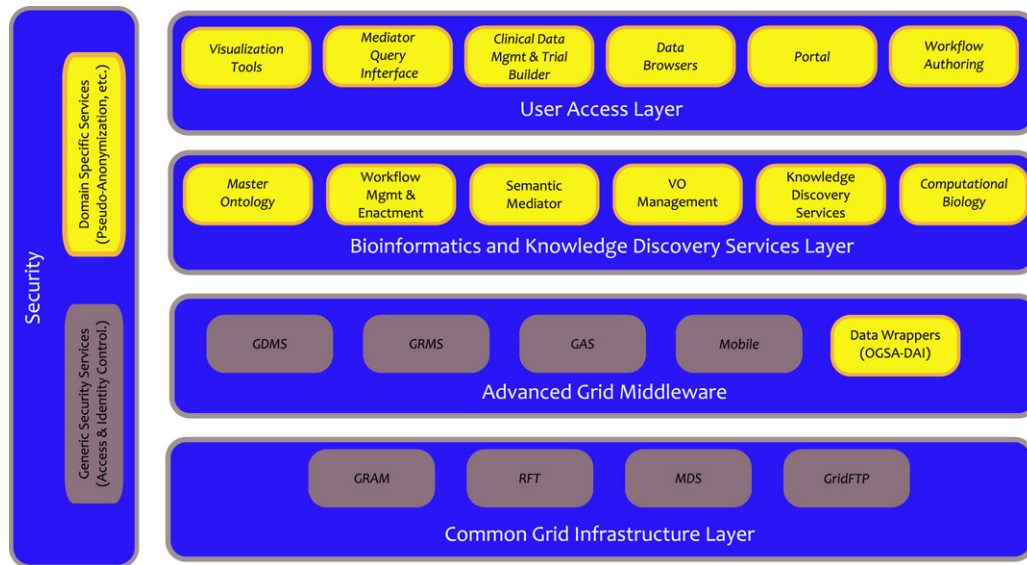 Security
Domain Specific Services
(Pseudo-Anonymization, etc.)
Generic Security Services
(Access & Identity Control.)
Visualization
Tools
Mediator
Query
Infterface
Clinical Data
Mgmt & Trial
Builder
Data
Browsers
Portal
Workflow
Authoring
User Access Layer
Master
Ontology
Workflow
Mgmt &
Enactment
Semantic
Mediator
VO
Management
Knowledge
Discovery
Services
Computational
Biology
Bioinformatics and Knowledge Discovery Services Layer
GDMS
GRMS
GAS
Mobile
Data Wrappers
(OGSA-DAI)
Advanced Grid Middleware
GRAM
RFT
MDS
GridFTP
Common Grid Infrastructure Layer